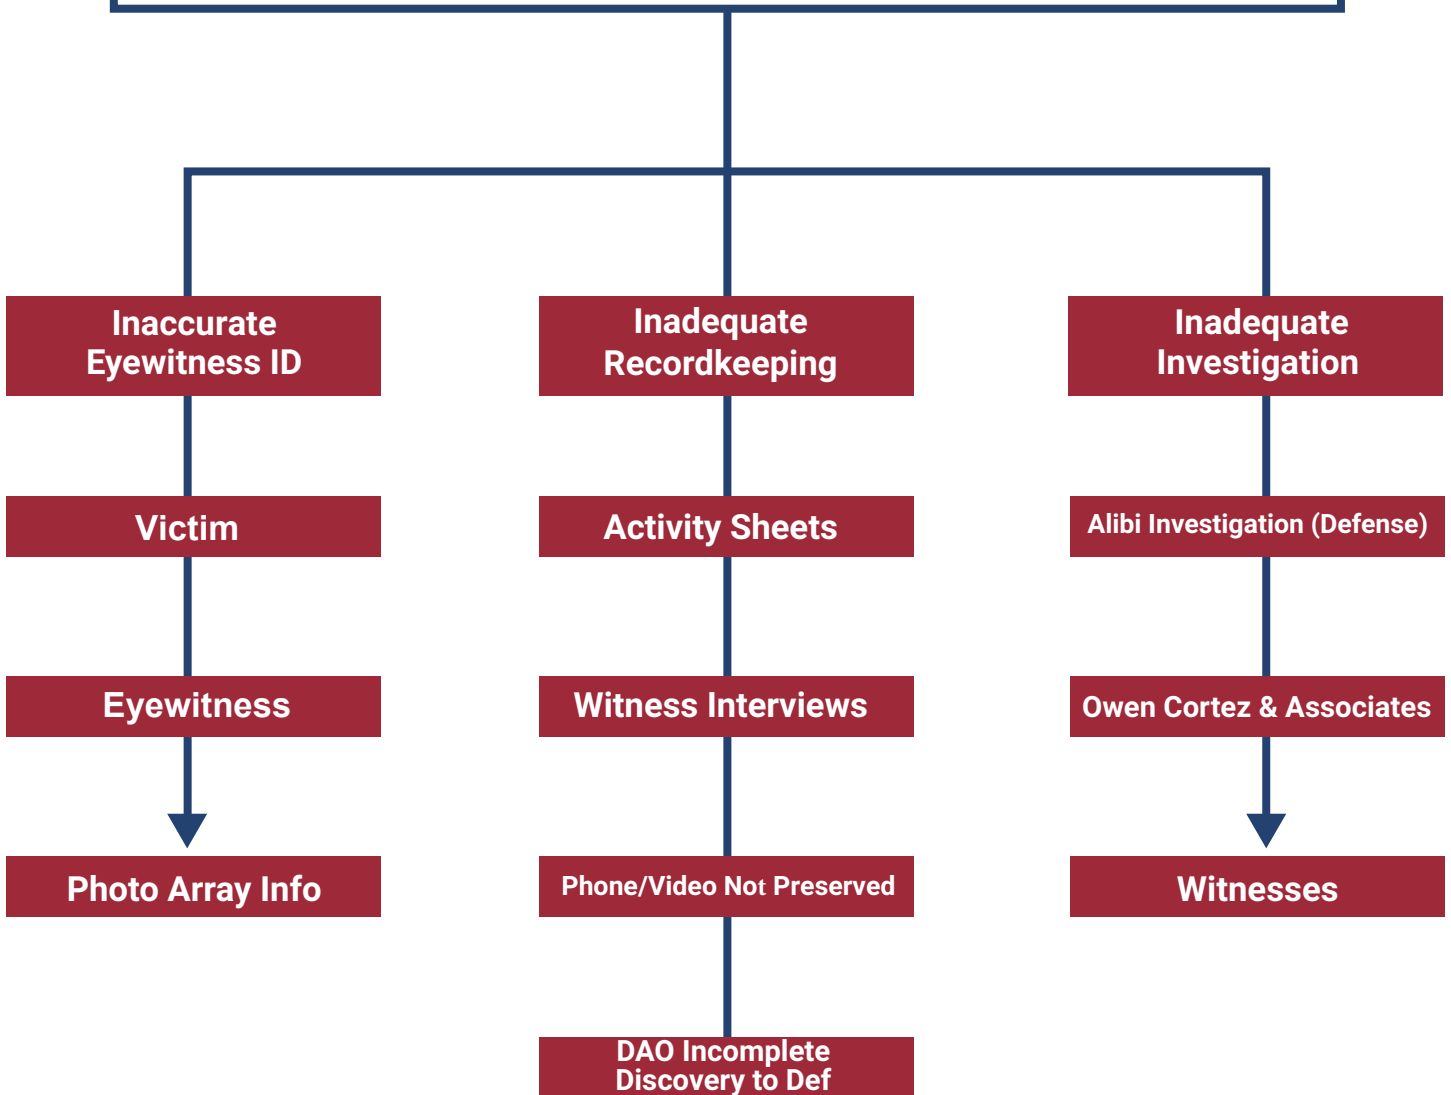 Inaccurate
Eyewitness ID
Victim
Eyewitness
Photo Array Info
Inadequate
Recordkeeping
Activity Sheets
Witness Interviews
Phone/Video Not Preserved
DAO Incomplete
Discovery to Def
Inadequate
Investigation
Alibi Investigation (Defense)
Owen Cortez & Associates
Witnesses